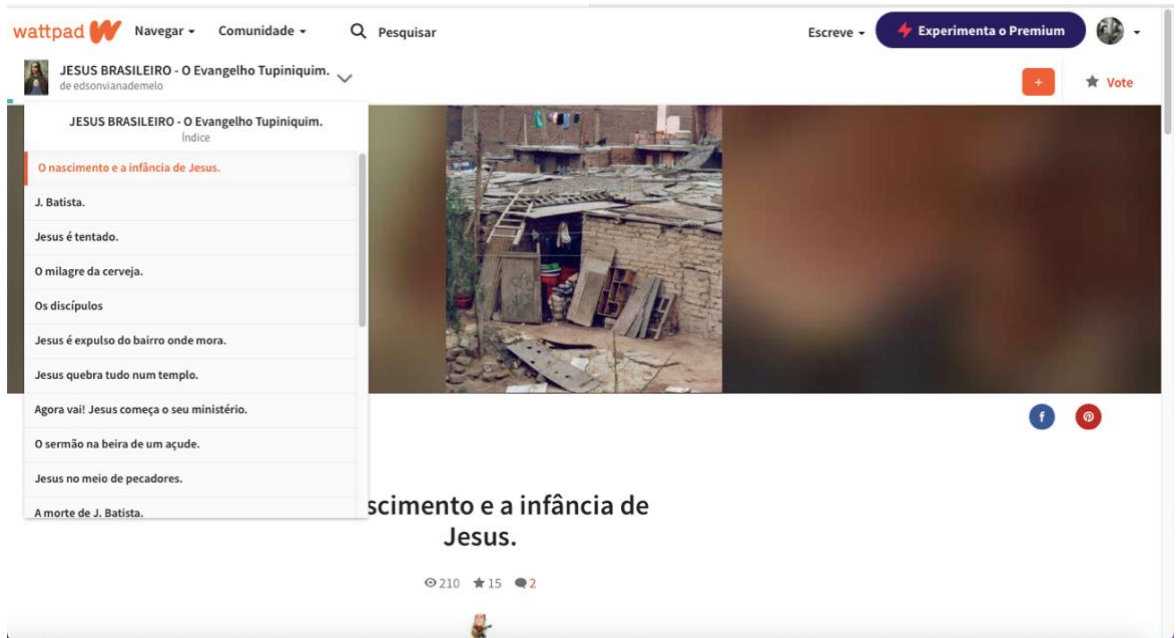 wattpad Navegar Comunidade Pesquisar Escreve Experimenta o Premium
JESUS BRASILEIRO - O Evangelho Tupiniquim.
de edsonvianademelo
+ Vote
JESUS BRASILEIRO - O Evangelho Tupiniquim.
Índice
O nascimento e a infância de Jesus.
J. Batista.
Jesus é tentado.
O milagre da cerveja.
Os discípulos
Jesus é expulso do bairro onde mora.
Jesus quebra tudo num templo.
Agora vai! Jesus começa o seu ministério.
O sermão na beira de um açude.
Jesus no meio de pecadores.
A morte de J. Batista.
scimento e a infância de
Jesus.
210 15 2